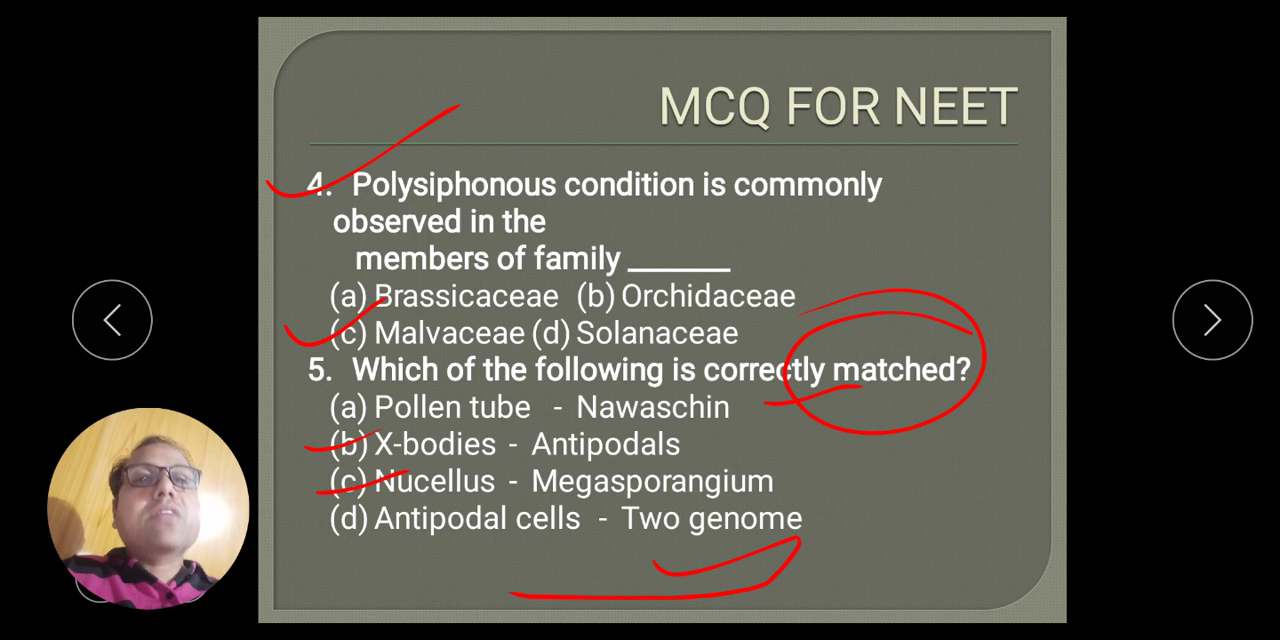 MCQ FOR NEET
4. Polysiphonous condition is commonly
observed in the
members of family _______
(a) Brassicaceae (b) Orchidaceae
(c) Malvaceae (d) Solanaceae
5. Which of the following is correctly matched?
(a) Pollen tube - Nawaschin
(b) X-bodies - Antipodals
(c) Nucellus - Megasporangium
(d) Antipodal cells - Two genome